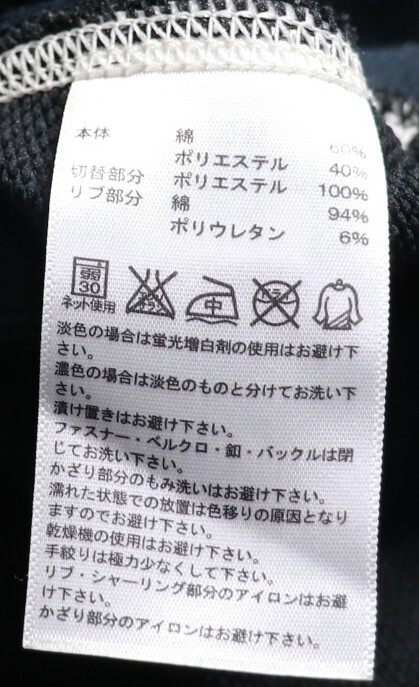 本体 綿 60%
ポリエステル 40%
切替部分 ポリエステル 100%
リブ部分 綿 94%
ポリウレタン 6%
弱 30 エンソサラシ 中 ドライ
ネット使用
淡色の場合は蛍光増白剤の使用はお避け下
さい。
濃色の場合は淡色のものと分けてお洗い下
さい。
漬け置きはお避け下さい。
ファスナー・ベルクロ・釦・バックルは閉
じてお洗い下さい。
かざり部分のもみ洗いはお避け下さい。
濡れた状態での放置は色移りの原因となり
ますのでお避け下さい。
乾燥機の使用はお避け下さい。
手絞りは極力少なくして下さい。
リブ・シャーリング部分のアイロンはお避
け下さい。
かざり部分のアイロンはお避け下さい。